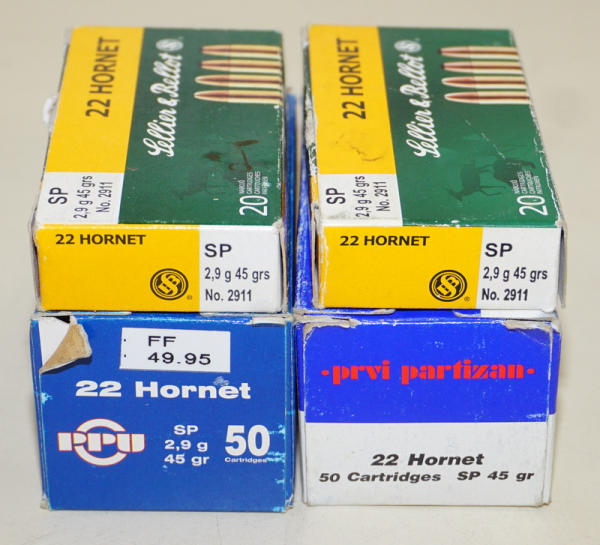 22 HORNET
Sellier & Bellot
SP
2,9 g 45 grs
No. 2911
20
22 HORNET
SP
2,9 g 45 grs
No. 2911
22 HORNET
Sellier & Bellot
SP
2,9 g 45 grs
No. 2911
20
22 HORNET
SP
2,9 g 45 grs
No. 2911
FF
49.95
22 Hornet
PPU
SP
2,9 g
45 gr
50
Cartridges
•prvi partizan•
22 Hornet
50 Cartridges SP 45 gr